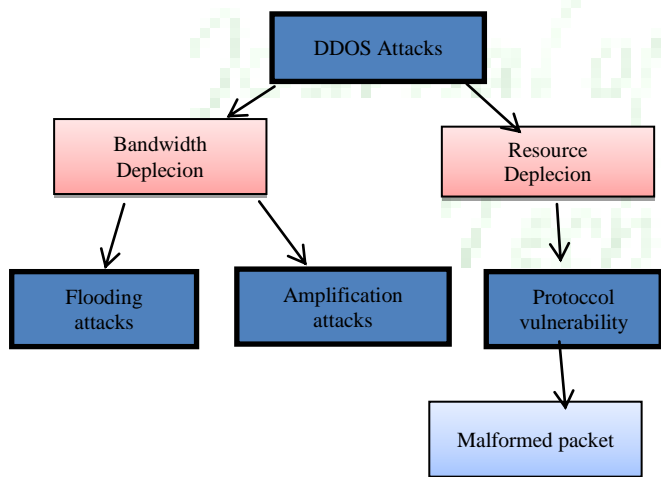 DDOS Attacks
Bandwidth
Deplecion
Resource
Deplecion
Flooding
attacks
Amplification
attacks
Protoccol
vulnerability
Malformed packet